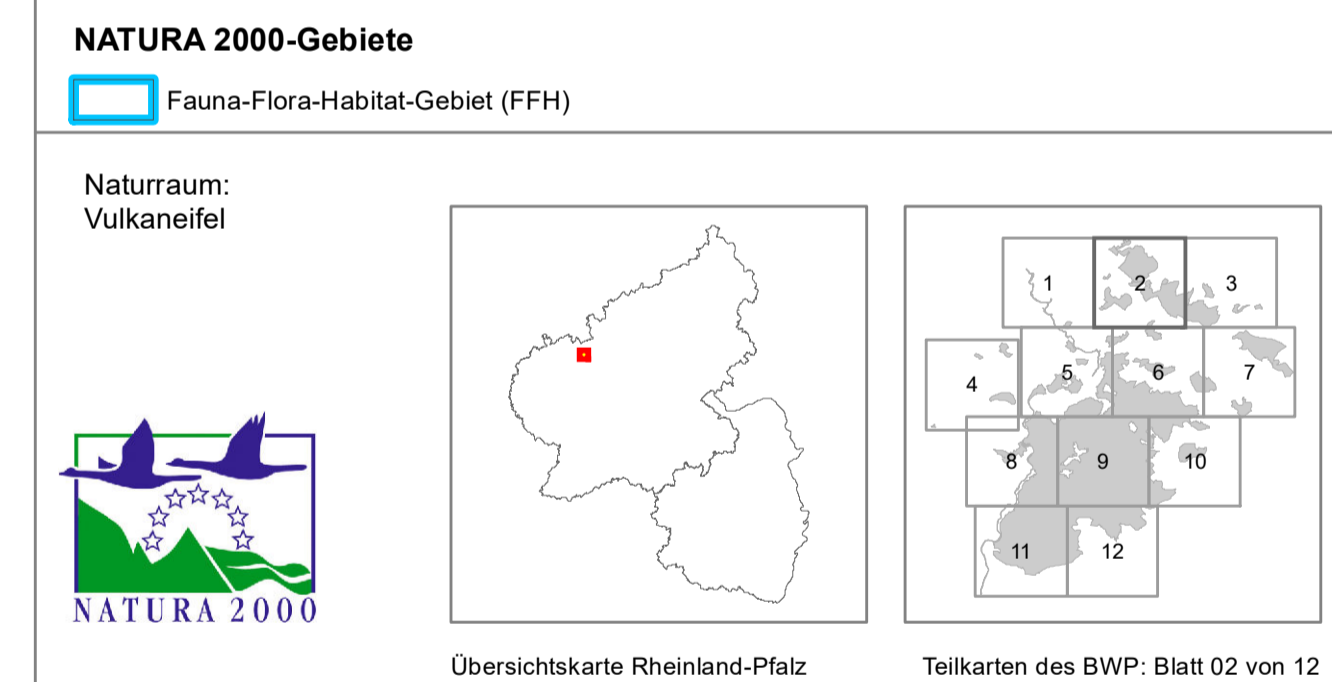 NATURA 2000-Gebiete
Fauna-Flora-Habitat-Gebiet (FFH)
Naturraum:
Vulkaneifel
NATURA 2000
Übersichtskarte Rheinland-Pfalz
1 2 3
4 5 6 7
8 9 10
11 12
Teilkarten des BWP: Blatt 02 von 12